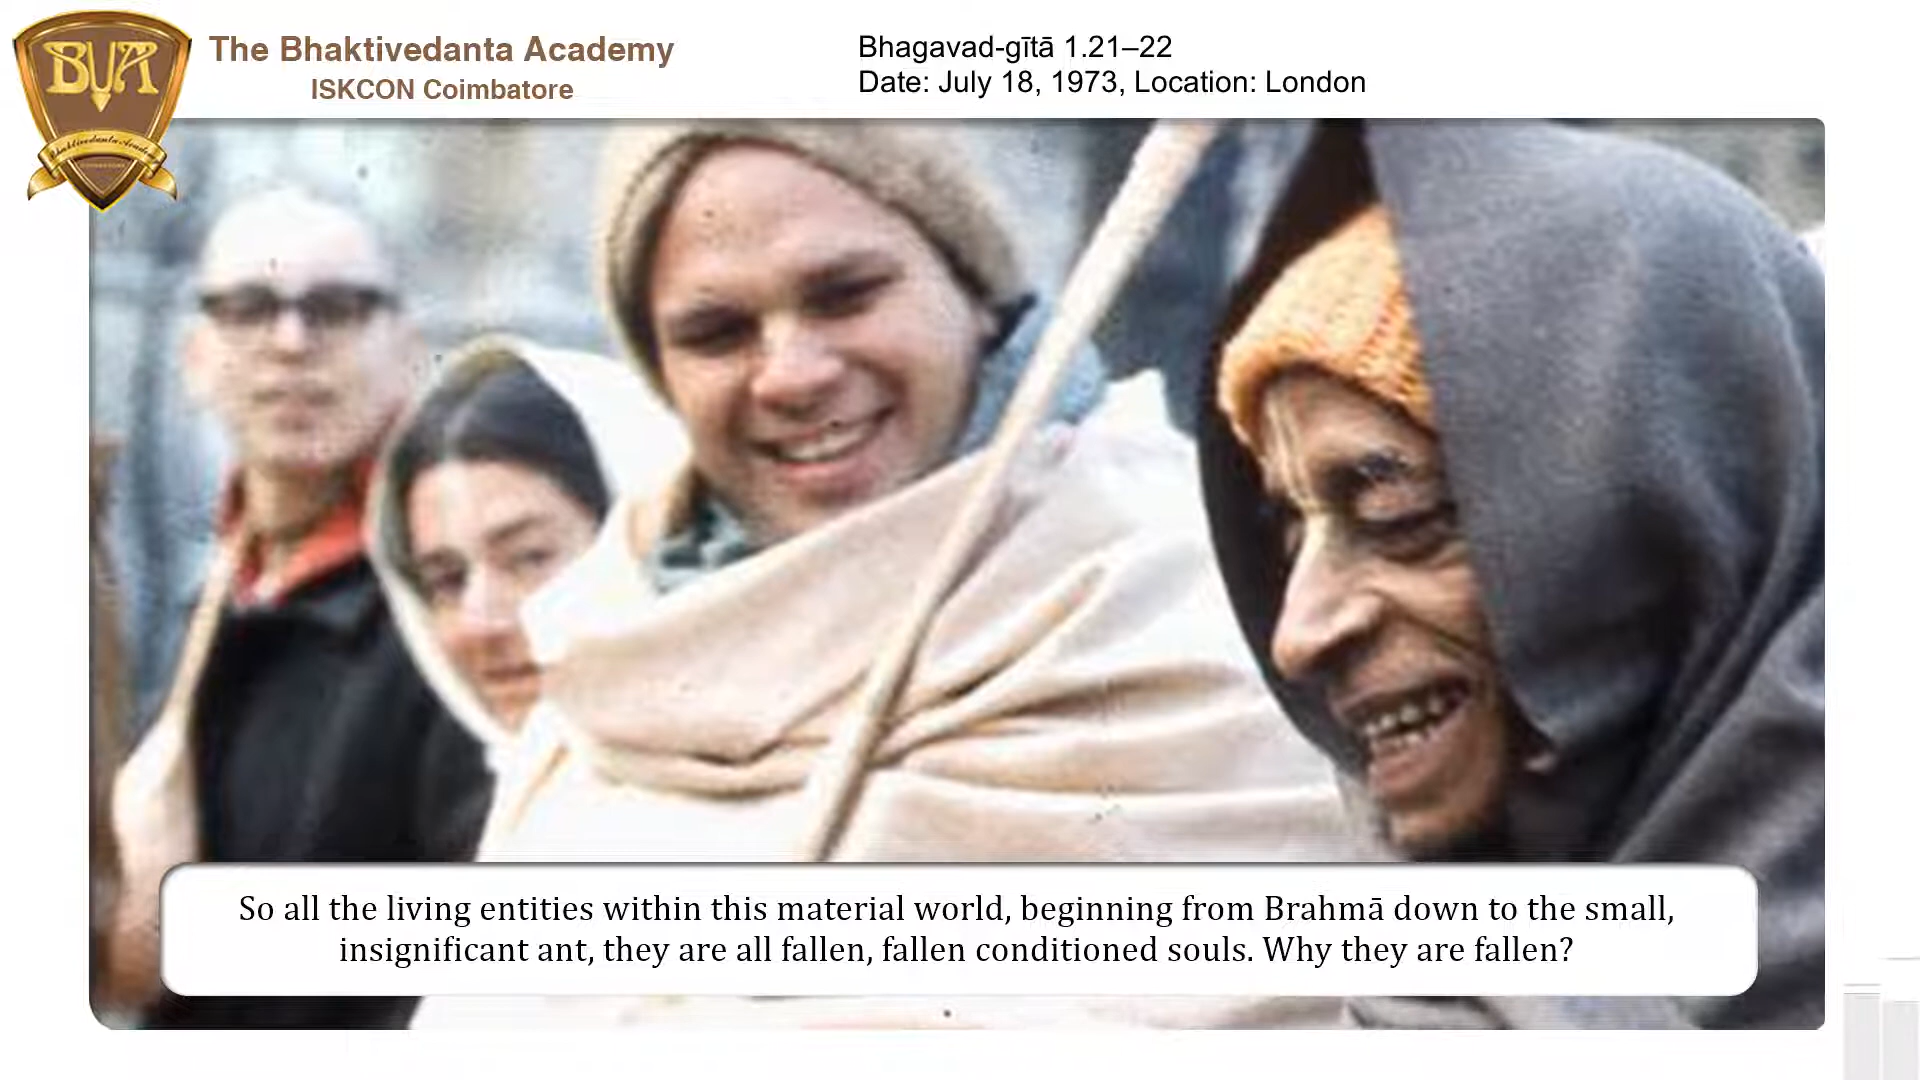 BVA
Bhaktivedanta Academy
The Bhaktivedanta Academy
ISKCON Coimbatore
Bhagavad-gītā 1.21–22
Date: July 18, 1973, Location: London
So all the living entities within this material world, beginning from Brahmā down to the small,
insignificant ant, they are all fallen, fallen conditioned souls. Why they are fallen?